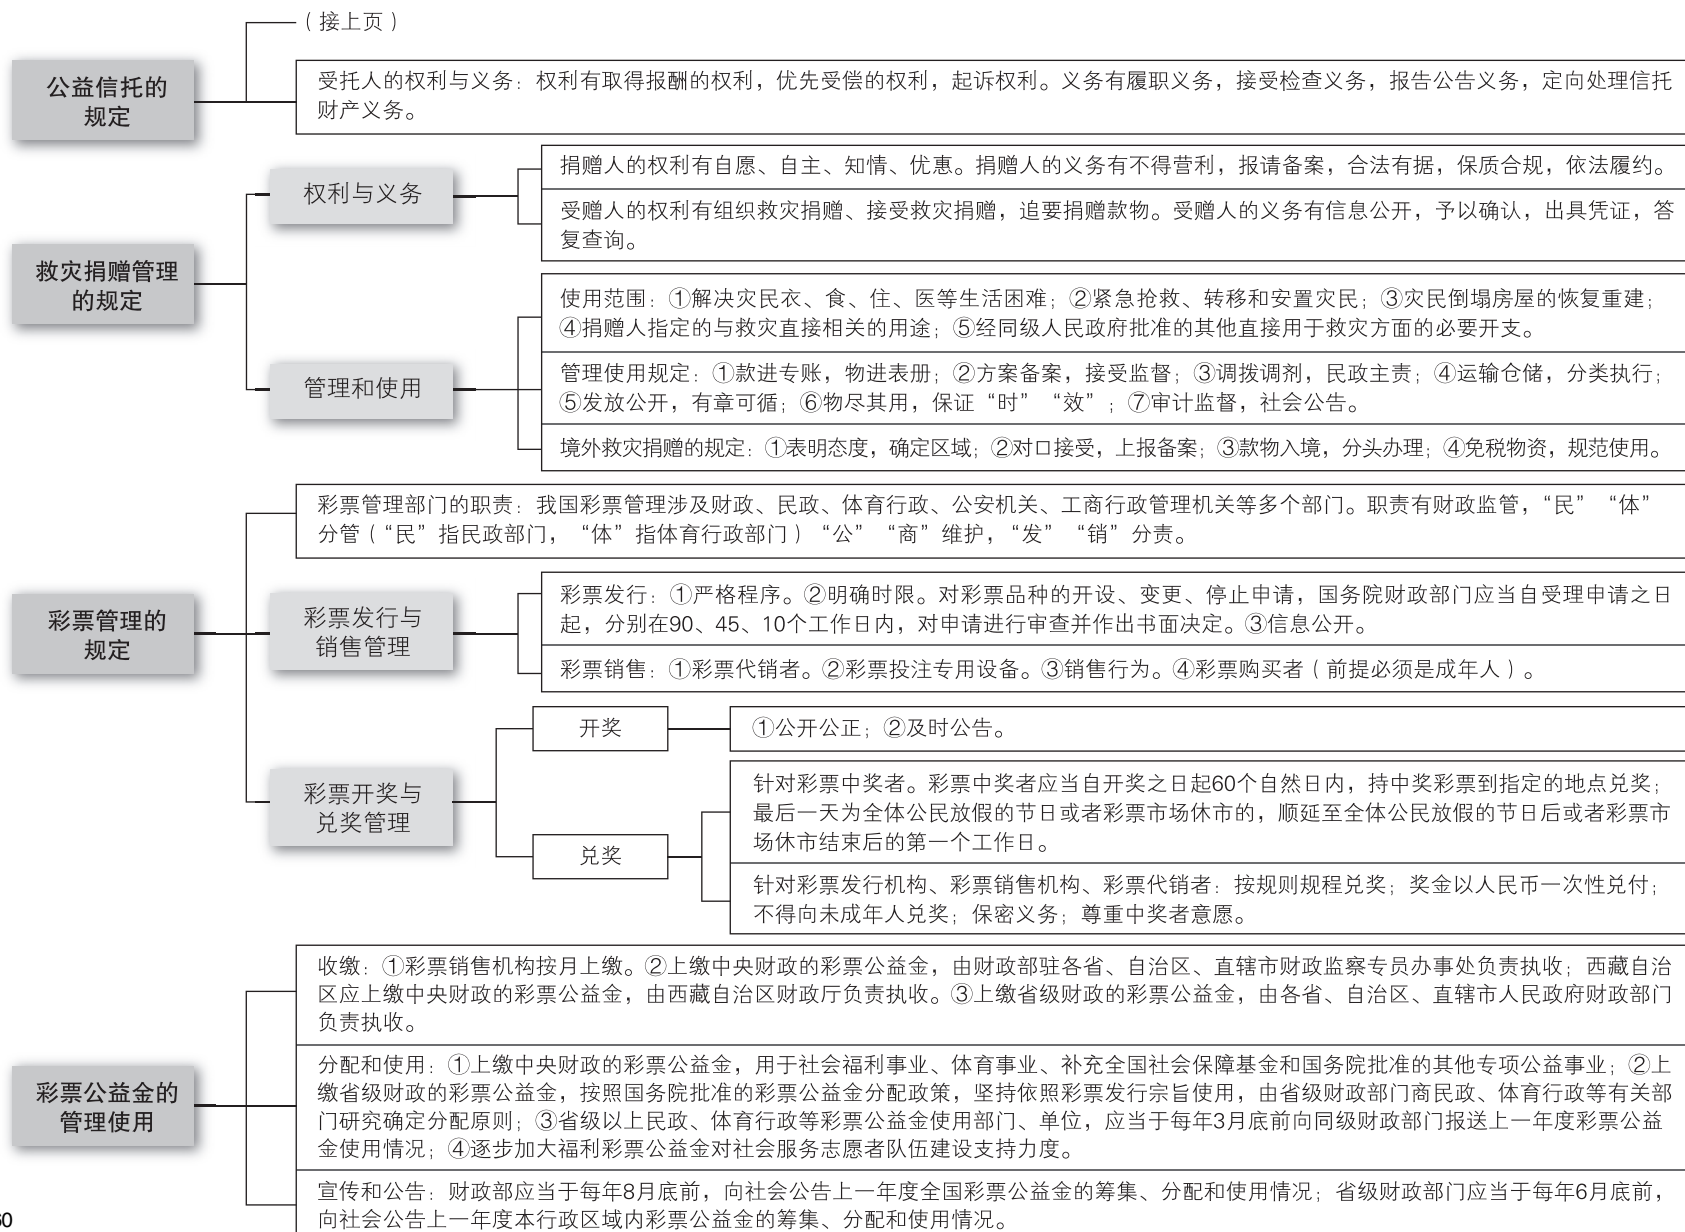 （接上页）
公益信托的
规定
受托人的权利与义务：权利有取得报酬的权利，优先受偿的权利，起诉权利。义务有履职义务，接受检查义务，报告公告义务，定向处理信托
财产义务。
救灾捐赠管理
的规定
权利与义务
捐赠人的权利有自愿、自主、知情、优惠。捐赠人的义务有不得营利，报请备案，合法有据，保质合规，依法履约。
受赠人的权利有组织救灾捐赠、接受救灾捐赠，追要捐赠款物。受赠人的义务有信息公开，予以确认，出具凭证，答
复查询。
管理和使用
使用范围：①解决灾民衣、食、住、医等生活困难；②紧急抢救、转移和安置灾民；③灾民倒塌房屋的恢复重建；
④捐赠人指定的与救灾直接相关的用途；⑤经同级人民政府批准的其他直接用于救灾方面的必要开支。
管理使用规定：①款进专账，物进表册；②方案备案，接受监督；③调拨调剂，民政主责；④运输仓储，分类执行；
⑤发放公开，有章可循；⑥物尽其用，保证“时”“效”；⑦审计监督，社会公告。
境外救灾捐赠的规定：①表明态度，确定区域；②对口接受，上报备案；③款物入境，分头办理；④免税物资，规范使用。
彩票管理的
规定
彩票管理部门的职责：我国彩票管理涉及财政、民政、体育行政、公安机关、工商行政管理机关等多个部门。职责有财政监管，“民”“体”
分管（“民”指民政部门，“体”指体育行政部门）“公”“商”维护，“发”“销”分责。
彩票发行与
销售管理
彩票发行：①严格程序。②明确时限。对彩票品种的开设、变更、停止申请，国务院财政部门应当自受理申请之日
起，分别在90、45、10个工作日内，对申请进行审查并作出书面决定。③信息公开。
彩票销售：①彩票代销者。②彩票投注专用设备。③销售行为。④彩票购买者（前提必须是成年人）。
彩票开奖与
兑奖管理
开奖
①公开公正；②及时公告。
兑奖
针对彩票中奖者。彩票中奖者应当自开奖之日起60个自然日内，持中奖彩票到指定的地点兑奖；
最后一天为全体公民放假的节日或者彩票市场休市的，顺延至全体公民放假的节日后或者彩票市
场休市结束后的第一个工作日。
针对彩票发行机构、彩票销售机构、彩票代销者：按规则规程兑奖；奖金以人民币一次性兑付；
不得向未成年人兑奖；保密义务；尊重中奖者意愿。
彩票公益金的
管理使用
收缴：①彩票销售机构按月上缴。②上缴中央财政的彩票公益金，由财政部驻各省、自治区、直辖市财政监察专员办事处负责执收；西藏自治
区应上缴中央财政的彩票公益金，由西藏自治区财政厅负责执收。③上缴省级财政的彩票公益金，由各省、自治区、直辖市人民政府财政部门
负责执收。
分配和使用：①上缴中央财政的彩票公益金，用于社会福利事业、体育事业、补充全国社会保障基金和国务院批准的其他专项公益事业；②上
缴省级财政的彩票公益金，按照国务院批准的彩票公益金分配政策，坚持依照彩票发行宗旨使用，由省级财政部门商民政、体育行政等有关部
门研究确定分配原则；③省级以上民政、体育行政等彩票公益金使用部门、单位，应当于每年3月底前向同级财政部门报送上一年度彩票公益
金使用情况；④逐步加大福利彩票公益金对社会服务志愿者队伍建设支持力度。
宣传和公告：财政部应当于每年8月底前，向社会公告上一年度全国彩票公益金的筹集、分配和使用情况；省级财政部门应当于每年6月底前，
向社会公告上一年度本行政区域内彩票公益金的筹集、分配和使用情况。